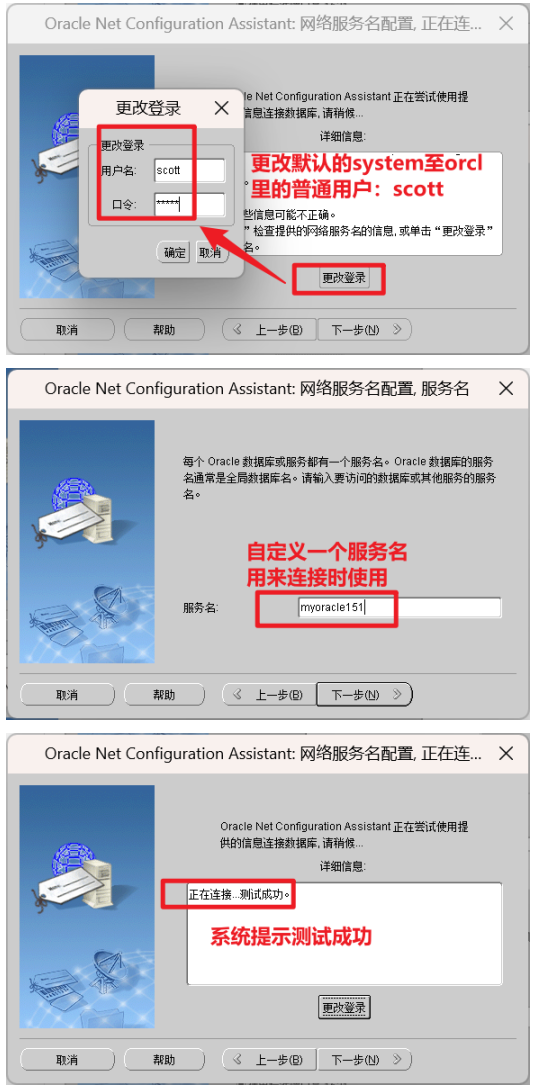 Oracle Net Configuration Assistant: 网络服务名配置, 正在连...
更改登录
le Net Configuration Assistant 正在尝试使用提
信息连接数据库, 请稍候...
详细信息:
更改登录
用户名: scott
口令: *****
确定 取消
更改默认的system至orcl
里的普通用户：scott
些信息可能不正确。
”检查提供的网络服务名的信息, 或单击“更改登录”
名。
更改登录
取消 帮助 上一步(B) 下一步(N)
Oracle Net Configuration Assistant: 网络服务名配置, 服务名
每个 Oracle 数据库或服务都有一个服务名。Oracle 数据库的服务
名通常是全局数据库名。请输入要访问的数据库或其他服务的服务
名。
自定义一个服务名
用来连接时使用
服务名: myoracle151
取消 帮助 上一步(B) 下一步(N)
Oracle Net Configuration Assistant: 网络服务名配置, 正在连...
Oracle Net Configuration Assistant 正在尝试使用提
供的信息连接数据库, 请稍候...
详细信息:
正在连接...测试成功。
系统提示测试成功
更改登录
取消 帮助 上一步(B) 下一步(N)